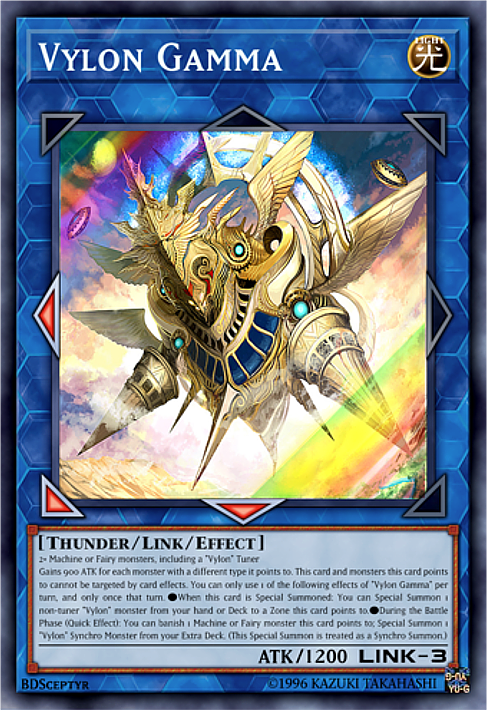 VYLON GAMMA
光
[THUNDER/LINK/EFFECT]
2+ Machine or Fairy monsters, including a "Vylon" Tuner
Gains 900 ATK for each monster with a different type it points to. This card and monsters this card points
to cannot be targeted by card effects. You can only use 1 of the following effects of "Vylon Gamma" per
turn, and only once that turn. ●When this card is Special Summoned: You can Special Summon 1
non-tuner "Vylon" monster from your hand or Deck to a Zone this card points to.●During the Battle
Phase (Quick Effect): You can banish 1 Machine or Fairy monster this card points to; Special Summon 1
"Vylon" Synchro Monster from your Extra Deck. (This Special Summon is treated as a Synchro Summon.)
ATK/1200 LINK-3
BDSCEPTYR ©1996 KAZUKI TAKAHASHI